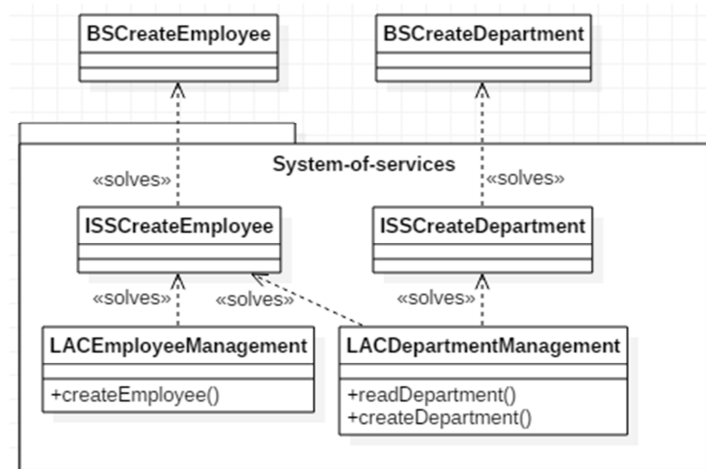 BSCreateEmployee
BSCreateDepartment
System-of-services
«solves»
«solves»
ISSCreateEmployee
ISSCreateDepartment
«solves»
«solves»
«solves»
LACEmployeeManagement
LACDepartmentManagement
+createEmployee()
+readDepartment()
+createDepartment()